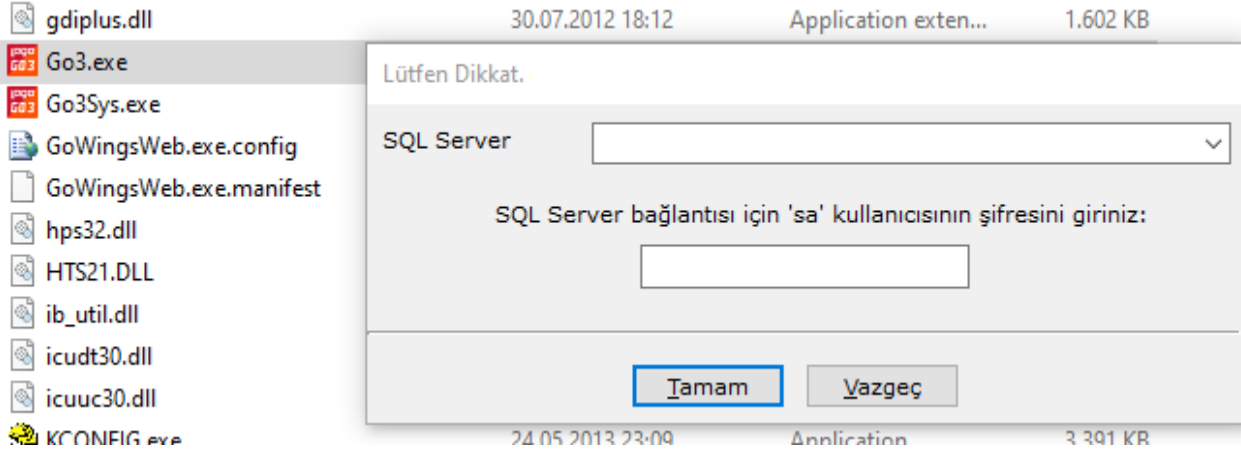 gdiplus.dll 30.07.2012 18:12 Application exten... 1.602 KB
Go3.exe
Go3Sys.exe
GoWingsWeb.exe.config
GoWingsWeb.exe.manifest
hps32.dll
HTS21.DLL
ib_util.dll
icudt30.dll
icuuc30.dll
KCONFIG.exe 24.05.2013 23:09 Application 3.391 KB
Lütfen Dikkat.
SQL Server
SQL Server bağlantısı için 'sa' kullanıcısının şifresini giriniz:
Tamam Vazgeç